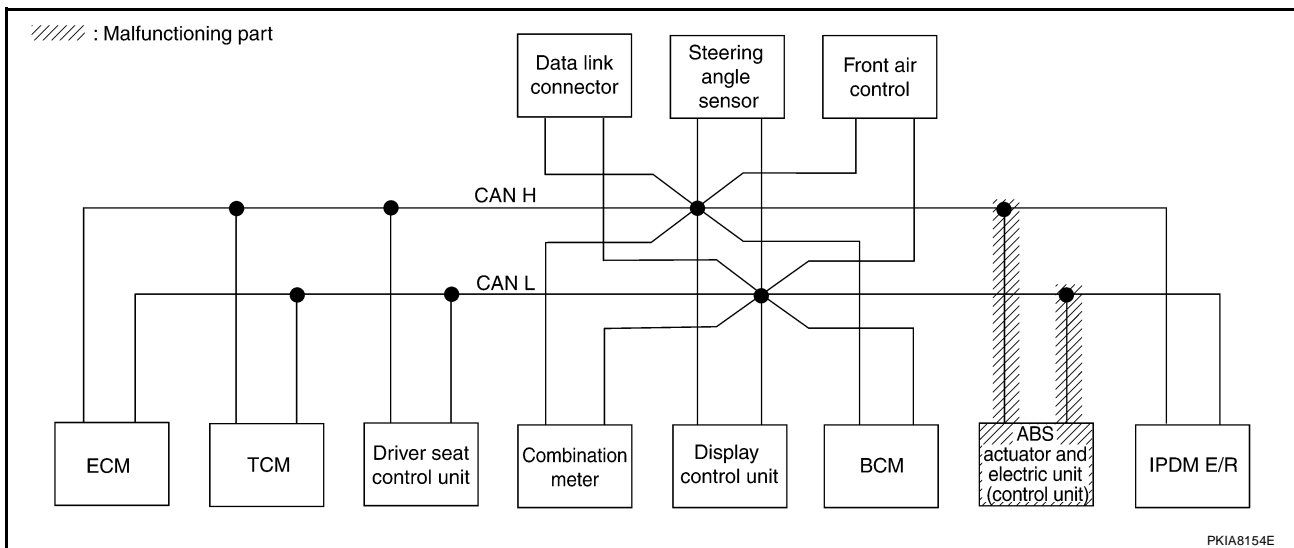 : Malfunctioning part
Data link
connector
Steering
angle
sensor
Front air
control
CAN H
CAN L
ECM
TCM
Driver seat
control unit
Combination
meter
Display
control unit
BCM
ABS
actuator and
electric unit
(control unit)
IPDM E/R
PKIA8154E